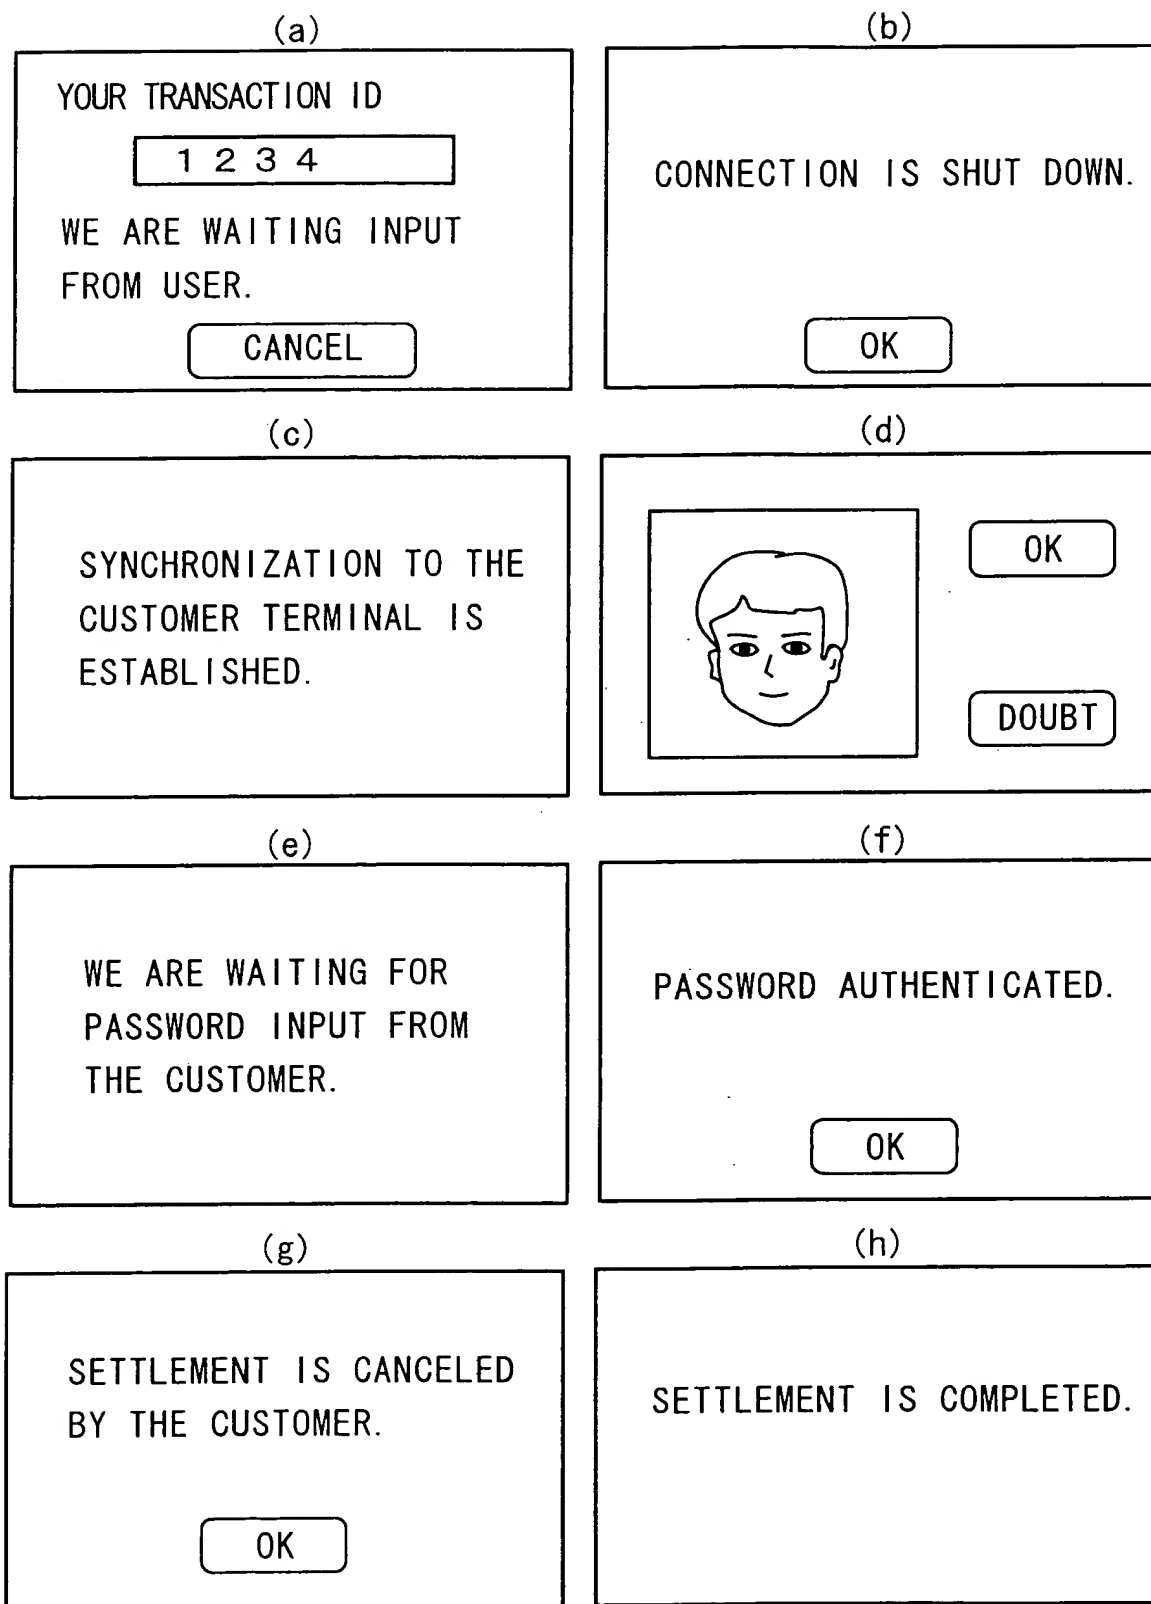 (a)
YOUR TRANSACTION ID
1 2 3 4
WE ARE WAITING INPUT
FROM USER.
CANCEL
(b)
CONNECTION IS SHUT DOWN.
OK
(c)
SYNCHRONIZATION TO THE
CUSTOMER TERMINAL IS
ESTABLISHED.
(d)
OK
DOUBT
(e)
WE ARE WAITING FOR
PASSWORD INPUT FROM
THE CUSTOMER.
(f)
PASSWORD AUTHENTICATED.
OK
(g)
SETTLEMENT IS CANCELED
BY THE CUSTOMER.
OK
(h)
SETTLEMENT IS COMPLETED.